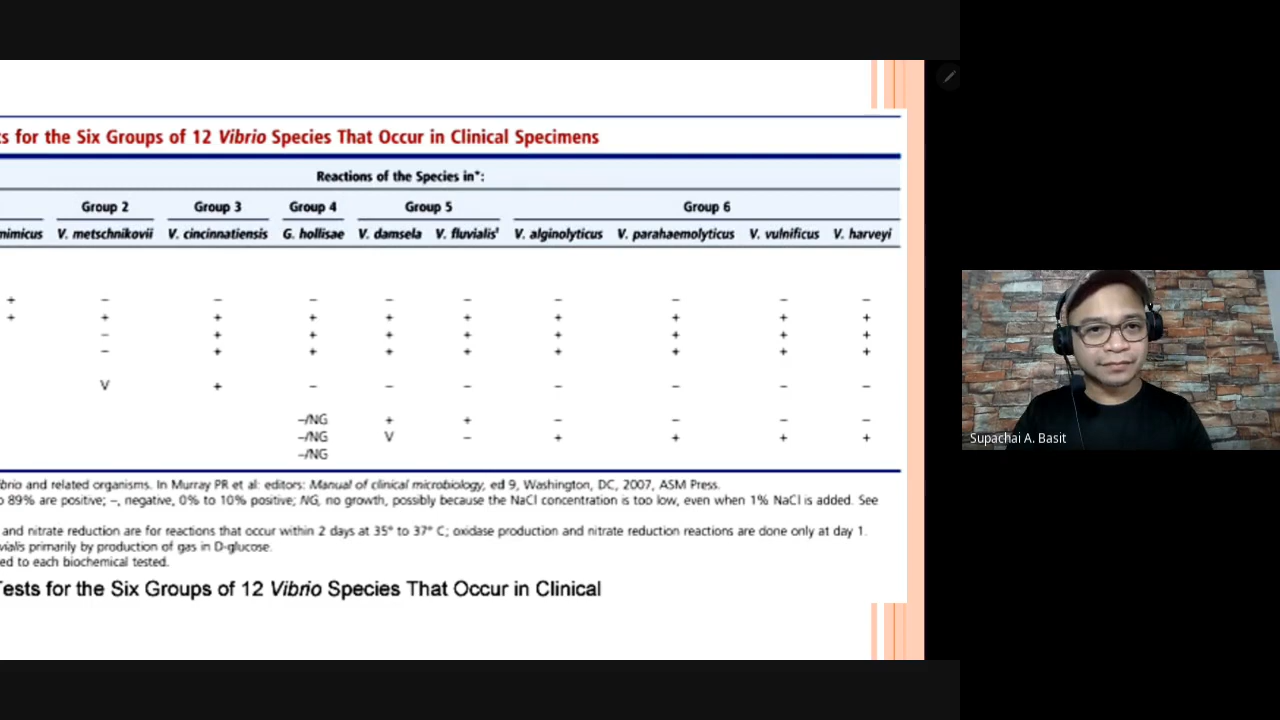 s for the Six Groups of 12 Vibrio Species That Occur in Clinical Specimens
Reactions of the Species in*:
Group 2 Group 3 Group 4 Group 5 Group 6
mimicus V. metschnikovii V. cincinnatiensis G. hollisae V. damsela V. fluvialis† V. alginolyticus V. parahaemolyticus V. vulnificus V. harveyi
+ − − − − − − − − −
+ + + + + + + + + +
− + + + + + + + +
− + + + + + + + +
V + − − − − − − −
−/NG + + − − − −
−/NG V − + + + +
−/NG
ibrio and related organisms. In Murray PR et al: editors: Manual of clinical microbiology, ed 9, Washington, DC, 2007, ASM Press.
o 89% are positive; −, negative, 0% to 10% positive; NG, no growth, possibly because the NaCl concentration is too low, even when 1% NaCl is added. See
and nitrate reduction are for reactions that occur within 2 days at 35° to 37° C; oxidase production and nitrate reduction reactions are done only at day 1.
vialis primarily by production of gas in D-glucose.
ed to each biochemical tested.
Tests for the Six Groups of 12 Vibrio Species That Occur in Clinical
Supachai A. Basit